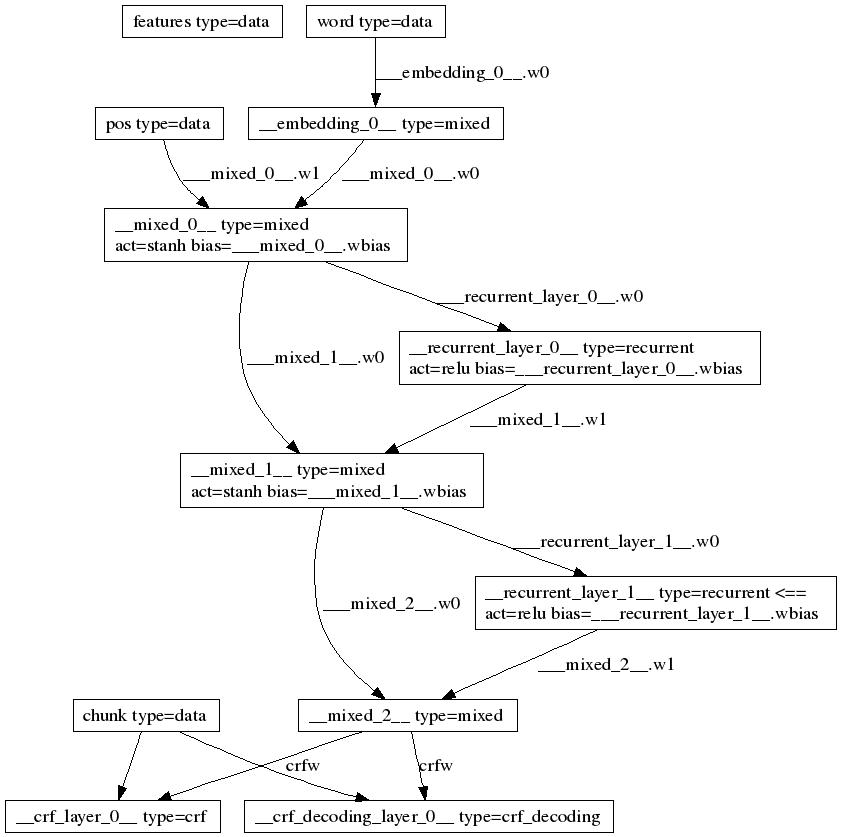 features type=data
word type=data
___embedding_0__.w0
pos type=data
__embedding_0__ type=mixed
___mixed_0__.w1
___mixed_0__.w0
__mixed_0__ type=mixed
act=stanh bias=___mixed_0__.wbias
___recurrent_layer_0__.w0
___mixed_1__.w0
__recurrent_layer_0__ type=recurrent
act=relu bias=___recurrent_layer_0__.wbias
___mixed_1__.w1
__mixed_1__ type=mixed
act=stanh bias=___mixed_1__.wbias
___recurrent_layer_1__.w0
___mixed_2__.w0
__recurrent_layer_1__ type=recurrent <==
act=relu bias=___recurrent_layer_1__.wbias
___mixed_2__.w1
chunk type=data
__mixed_2__ type=mixed
crfw
crfw
__crf_layer_0__ type=crf
__crf_decoding_layer_0__ type=crf_decoding